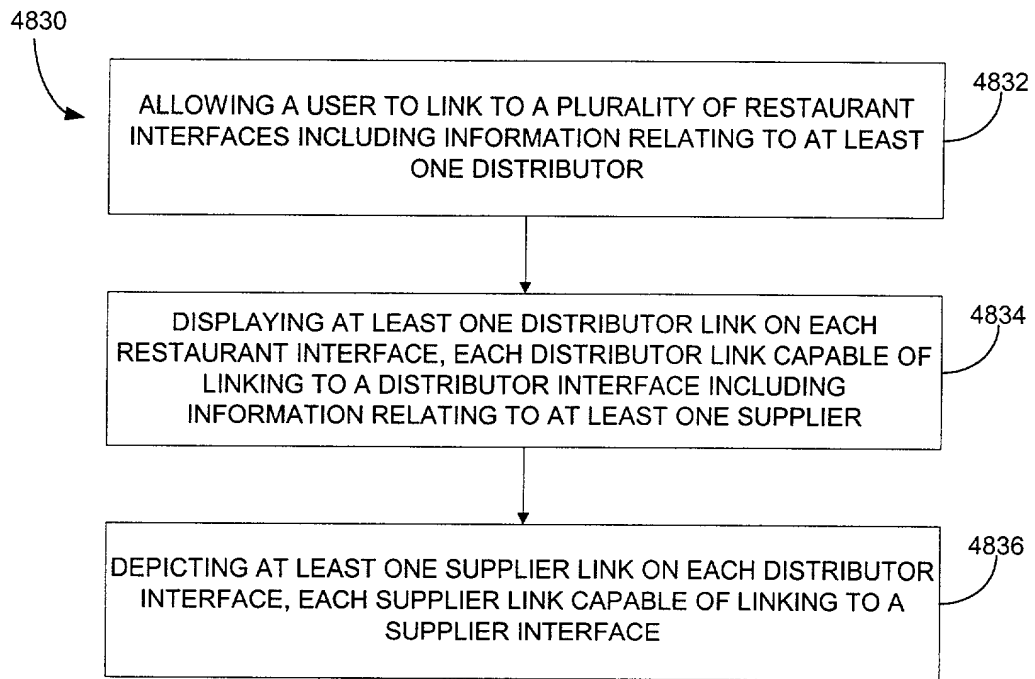 4830
ALLOWING A USER TO LINK TO A PLURALITY OF RESTAURANT
INTERFACES INCLUDING INFORMATION RELATING TO AT LEAST
ONE DISTRIBUTOR
4832
DISPLAYING AT LEAST ONE DISTRIBUTOR LINK ON EACH
RESTAURANT INTERFACE, EACH DISTRIBUTOR LINK CAPABLE OF
LINKING TO A DISTRIBUTOR INTERFACE INCLUDING
INFORMATION RELATING TO AT LEAST ONE SUPPLIER
4834
DEPICTING AT LEAST ONE SUPPLIER LINK ON EACH DISTRIBUTOR
INTERFACE, EACH SUPPLIER LINK CAPABLE OF LINKING TO A
SUPPLIER INTERFACE
4836